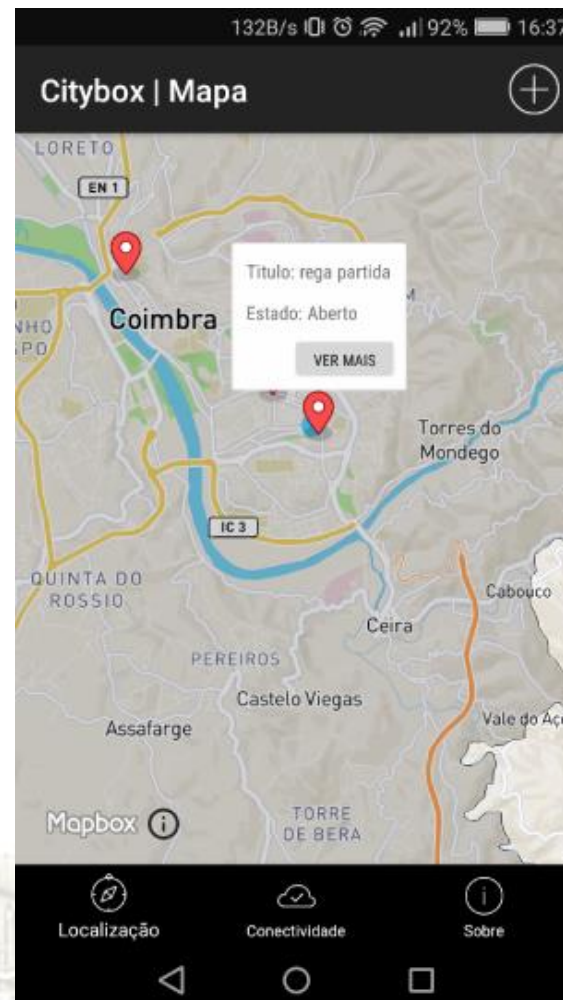 132B/s 92% 16:37
Citybox | Mapa
LORETO
EN 1
Titulo: rega partida
Coimbra
Estado: Aberto
VER MAIS
Torres do
Mondego
IC 3
QUINTA DO
ROSSIO
Cabouco
Ceira
PEREIROS
Castelo Viegas
Assafarge
Vale do Aço
Mapbox
TORRE
DE BERA
Localização
Conectividade
Sobre